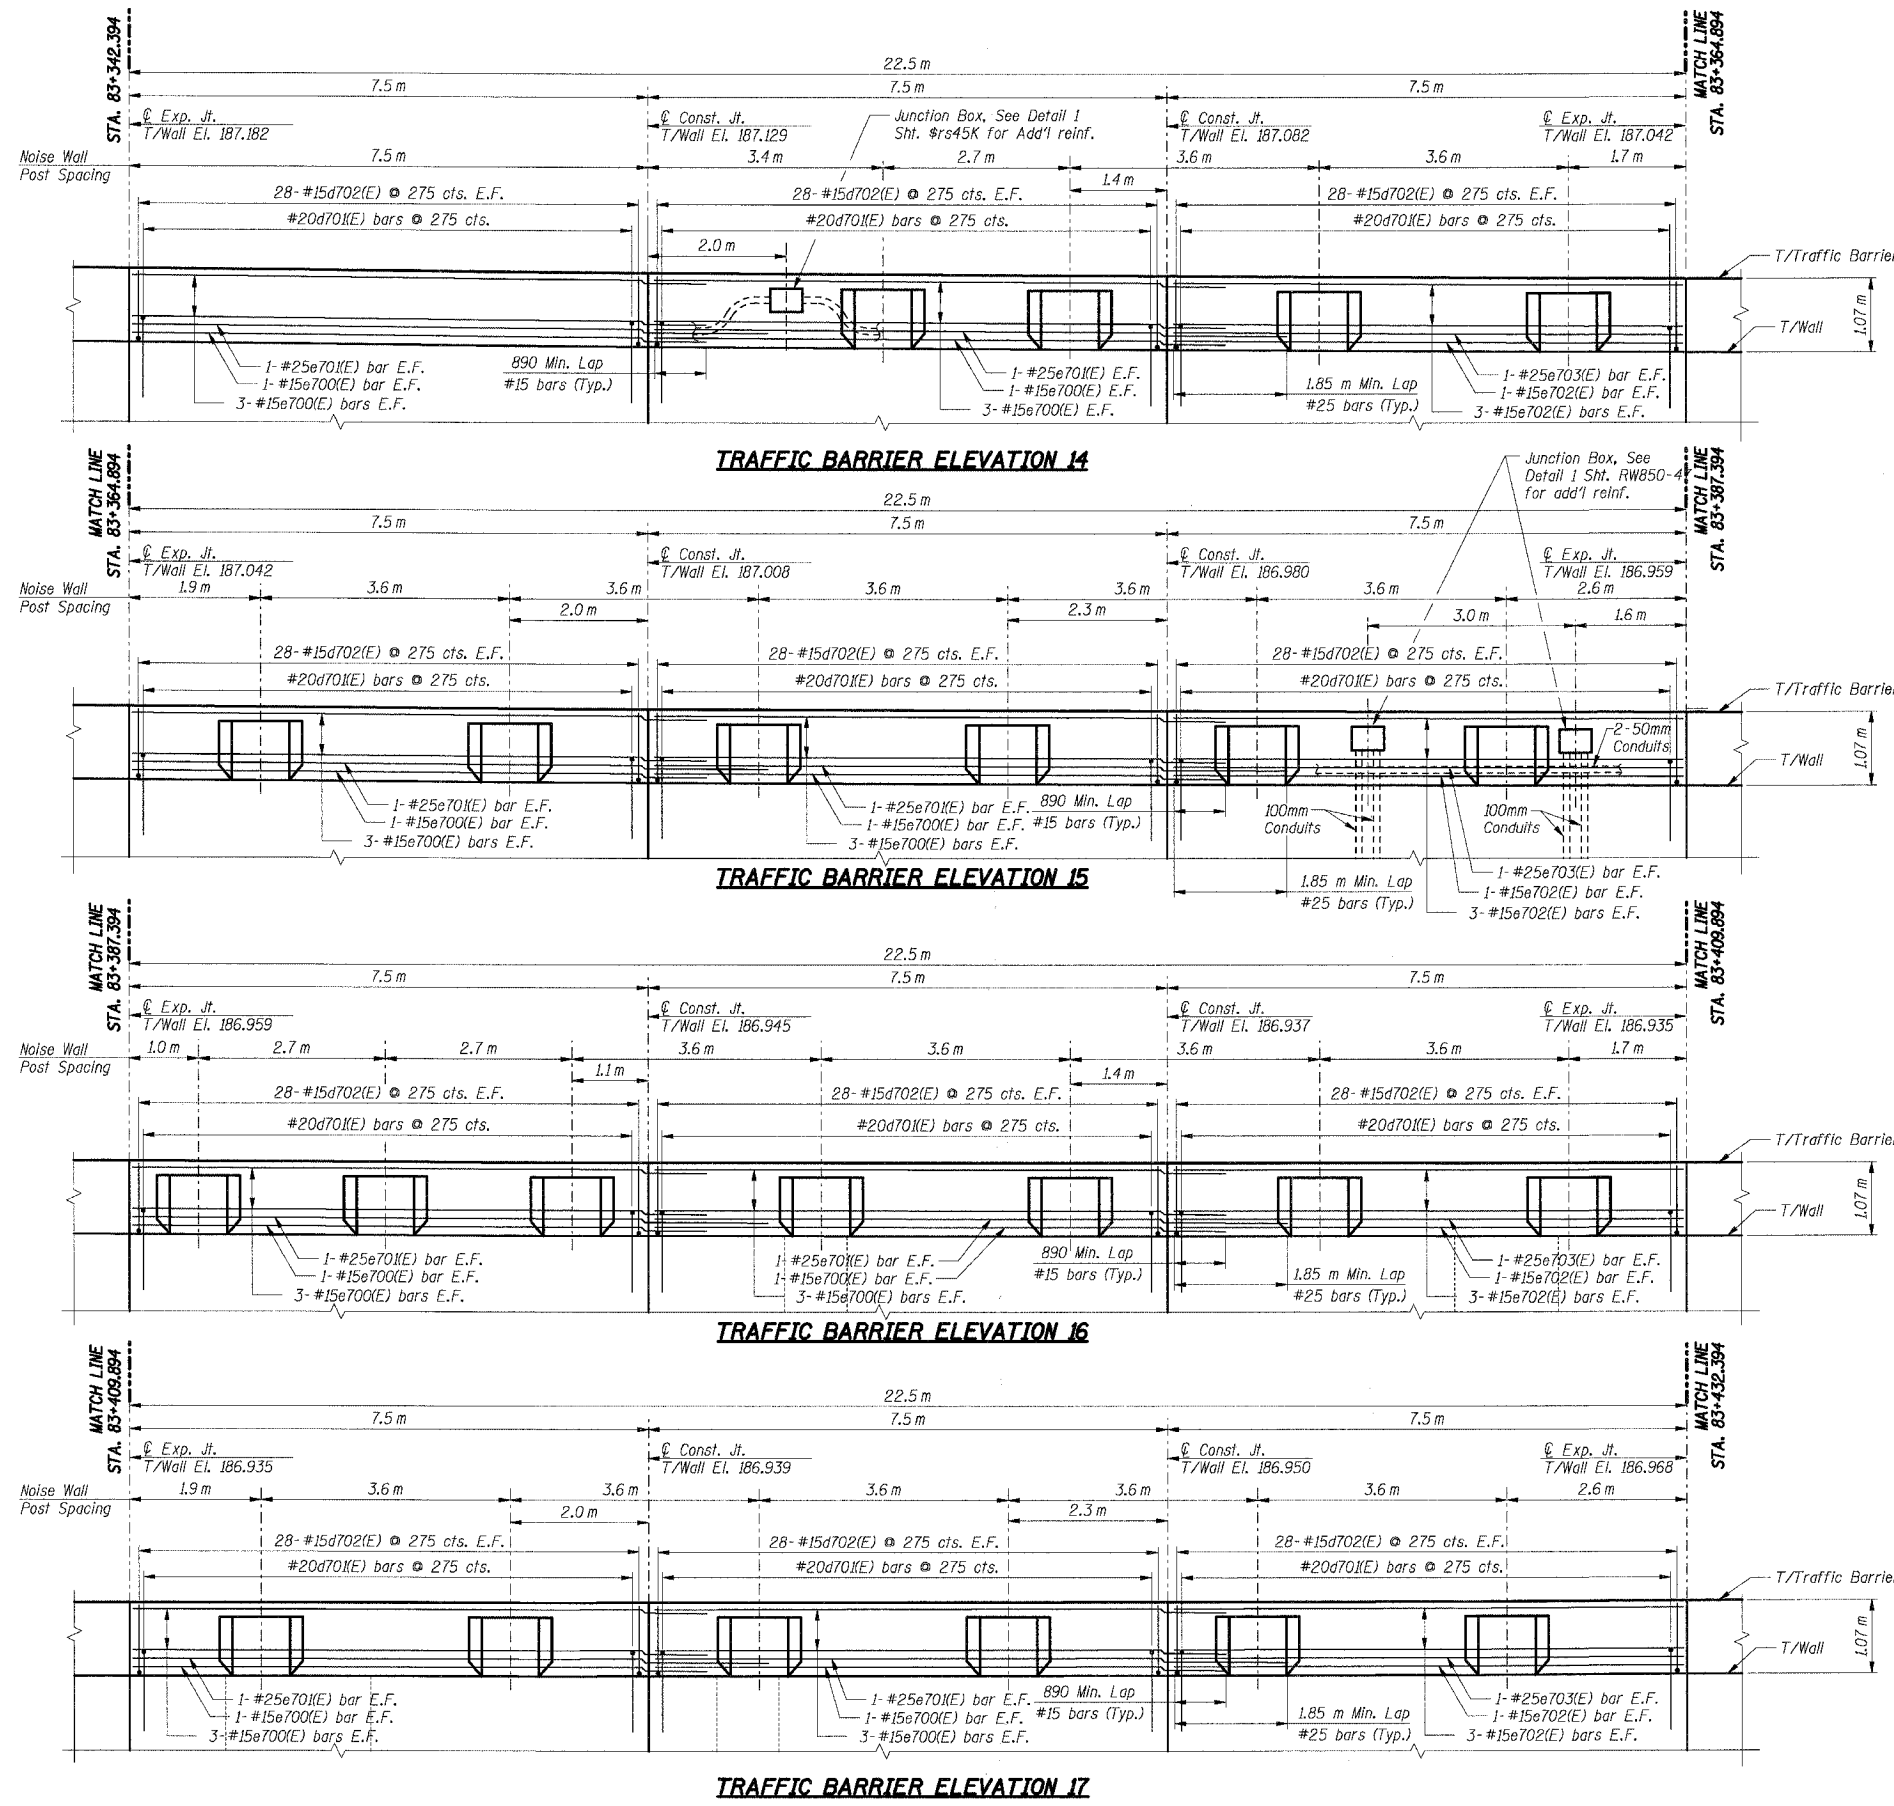 STA. 83+342.394
MATCH LINE
STA. 83+364.894
22.5 m
7.5 m
7.5 m
7.5 m
℄ Exp. Jt.
T/Wall El. 187.182
℄ Const. Jt.
T/Wall El. 187.129
Junction Box, See Detail 1
Sht. $rs45K for Add'l reinf.
℄ Const. Jt.
T/Wall El. 187.082
℄ Exp. Jt.
T/Wall El. 187.042
Noise Wall
Post Spacing
7.5 m
3.4 m
2.7 m
1.4 m
3.6 m
3.6 m
1.7 m
28-#15d702(E) @ 275 cts. E.F.
28-#15d702(E) @ 275 cts. E.F.
28-#15d702(E) @ 275 cts. E.F.
#20d701(E) bars @ 275 cts.
#20d701(E) bars @ 275 cts.
#20d701(E) bars @ 275 cts.
2.0 m
T/Traffic Barrier
1.07 m
T/Wall
1-#25e701(E) bar E.F.
1-#15e700(E) bar E.F.
3-#15e700(E) bars E.F.
890 Min. Lap
#15 bars (Typ.)
1-#25e701(E) E.F.
1-#15e700(E) E.F.
3-#15e700(E) E.F.
1.85 m Min. Lap
#25 bars (Typ.)
1-#25e703(E) bar E.F.
1-#15e702(E) bar E.F.
3-#15e702(E) bars E.F.
TRAFFIC BARRIER ELEVATION 14
MATCH LINE
STA. 83+364.894
MATCH LINE
STA. 83+387.394
Junction Box, See
Detail 1 Sht. RW850-47
for add'l reinf.
22.5 m
7.5 m
7.5 m
7.5 m
℄ Exp. Jt.
T/Wall El. 187.042
℄ Const. Jt.
T/Wall El. 187.008
℄ Const. Jt.
T/Wall El. 186.980
℄ Exp. Jt.
T/Wall El. 186.959
Noise Wall
Post Spacing
1.9 m
3.6 m
3.6 m
2.0 m
3.6 m
3.6 m
2.3 m
3.6 m
2.6 m
3.0 m
1.6 m
28-#15d702(E) @ 275 cts. E.F.
28-#15d702(E) @ 275 cts. E.F.
28-#15d702(E) @ 275 cts. E.F.
#20d701(E) bars @ 275 cts.
#20d701(E) bars @ 275 cts.
#20d701(E) bars @ 275 cts.
T/Traffic Barrier
2-50mm
Conduits
1.07 m
T/Wall
1-#25e701(E) bar E.F.
1-#15e700(E) bar E.F.
3-#15e700(E) bars E.F.
1-#25e701(E) bar E.F.
1-#15e700(E) bar E.F.
3-#15e700(E) bars E.F.
890 Min. Lap
#15 bars (Typ.)
100mm
Conduits
100mm
Conduits
1.85 m Min. Lap
#25 bars (Typ.)
1-#25e703(E) bar E.F.
1-#15e702(E) bar E.F.
3-#15e702(E) bars E.F.
TRAFFIC BARRIER ELEVATION 15
MATCH LINE
STA. 83+387.394
MATCH LINE
STA. 83+409.894
22.5 m
7.5 m
7.5 m
7.5 m
℄ Exp. Jt.
T/Wall El. 186.959
℄ Const. Jt.
T/Wall El. 186.945
℄ Const. Jt.
T/Wall El. 186.937
℄ Exp. Jt.
T/Wall El. 186.935
Noise Wall
Post Spacing
1.0 m
2.7 m
2.7 m
1.1 m
3.6 m
3.6 m
1.4 m
3.6 m
3.6 m
1.7 m
28-#15d702(E) @ 275 cts. E.F.
28-#15d702(E) @ 275 cts. E.F.
28-#15d702(E) @ 275 cts. E.F.
#20d701(E) bars @ 275 cts.
#20d701(E) bars @ 275 cts.
#20d701(E) bars @ 275 cts.
T/Traffic Barrier
1.07 m
T/Wall
1-#25e701(E) bar E.F.
1-#15e700(E) bar E.F.
3-#15e700(E) bars E.F.
1-#25e701(E) bar E.F.
1-#15e700(E) bar E.F.
3-#15e700(E) bars E.F.
890 Min. Lap
#15 bars (Typ.)
1.85 m Min. Lap
#25 bars (Typ.)
1-#25e703(E) bar E.F.
1-#15e702(E) bar E.F.
3-#15e702(E) bars E.F.
TRAFFIC BARRIER ELEVATION 16
MATCH LINE
STA. 83+409.894
MATCH LINE
STA. 83+432.394
22.5 m
7.5 m
7.5 m
7.5 m
℄ Exp. Jt.
T/Wall El. 186.935
℄ Const. Jt.
T/Wall El. 186.939
℄ Const. Jt.
T/Wall El. 186.950
℄ Exp. Jt.
T/Wall El. 186.968
Noise Wall
Post Spacing
1.9 m
3.6 m
3.6 m
2.0 m
3.6 m
3.6 m
2.3 m
3.6 m
2.6 m
28-#15d702(E) @ 275 cts. E.F.
28-#15d702(E) @ 275 cts. E.F.
28-#15d702(E) @ 275 cts. E.F.
#20d701(E) bars @ 275 cts.
#20d701(E) bars @ 275 cts.
#20d701(E) bars @ 275 cts.
T/Traffic Barrier
1.07 m
T/Wall
1-#25e701(E) bar E.F.
1-#15e700(E) bar E.F.
3-#15e700(E) bars E.F.
1-#25e701(E) bar E.F.
1-#15e700(E) bar E.F.
3-#15e700(E) bars E.F.
890 Min. Lap
#15 bars (Typ.)
1.85 m Min. Lap
#25 bars (Typ.)
1-#25e703(E) bar E.F.
1-#15e702(E) bar E.F.
3-#15e702(E) bars E.F.
TRAFFIC BARRIER ELEVATION 17